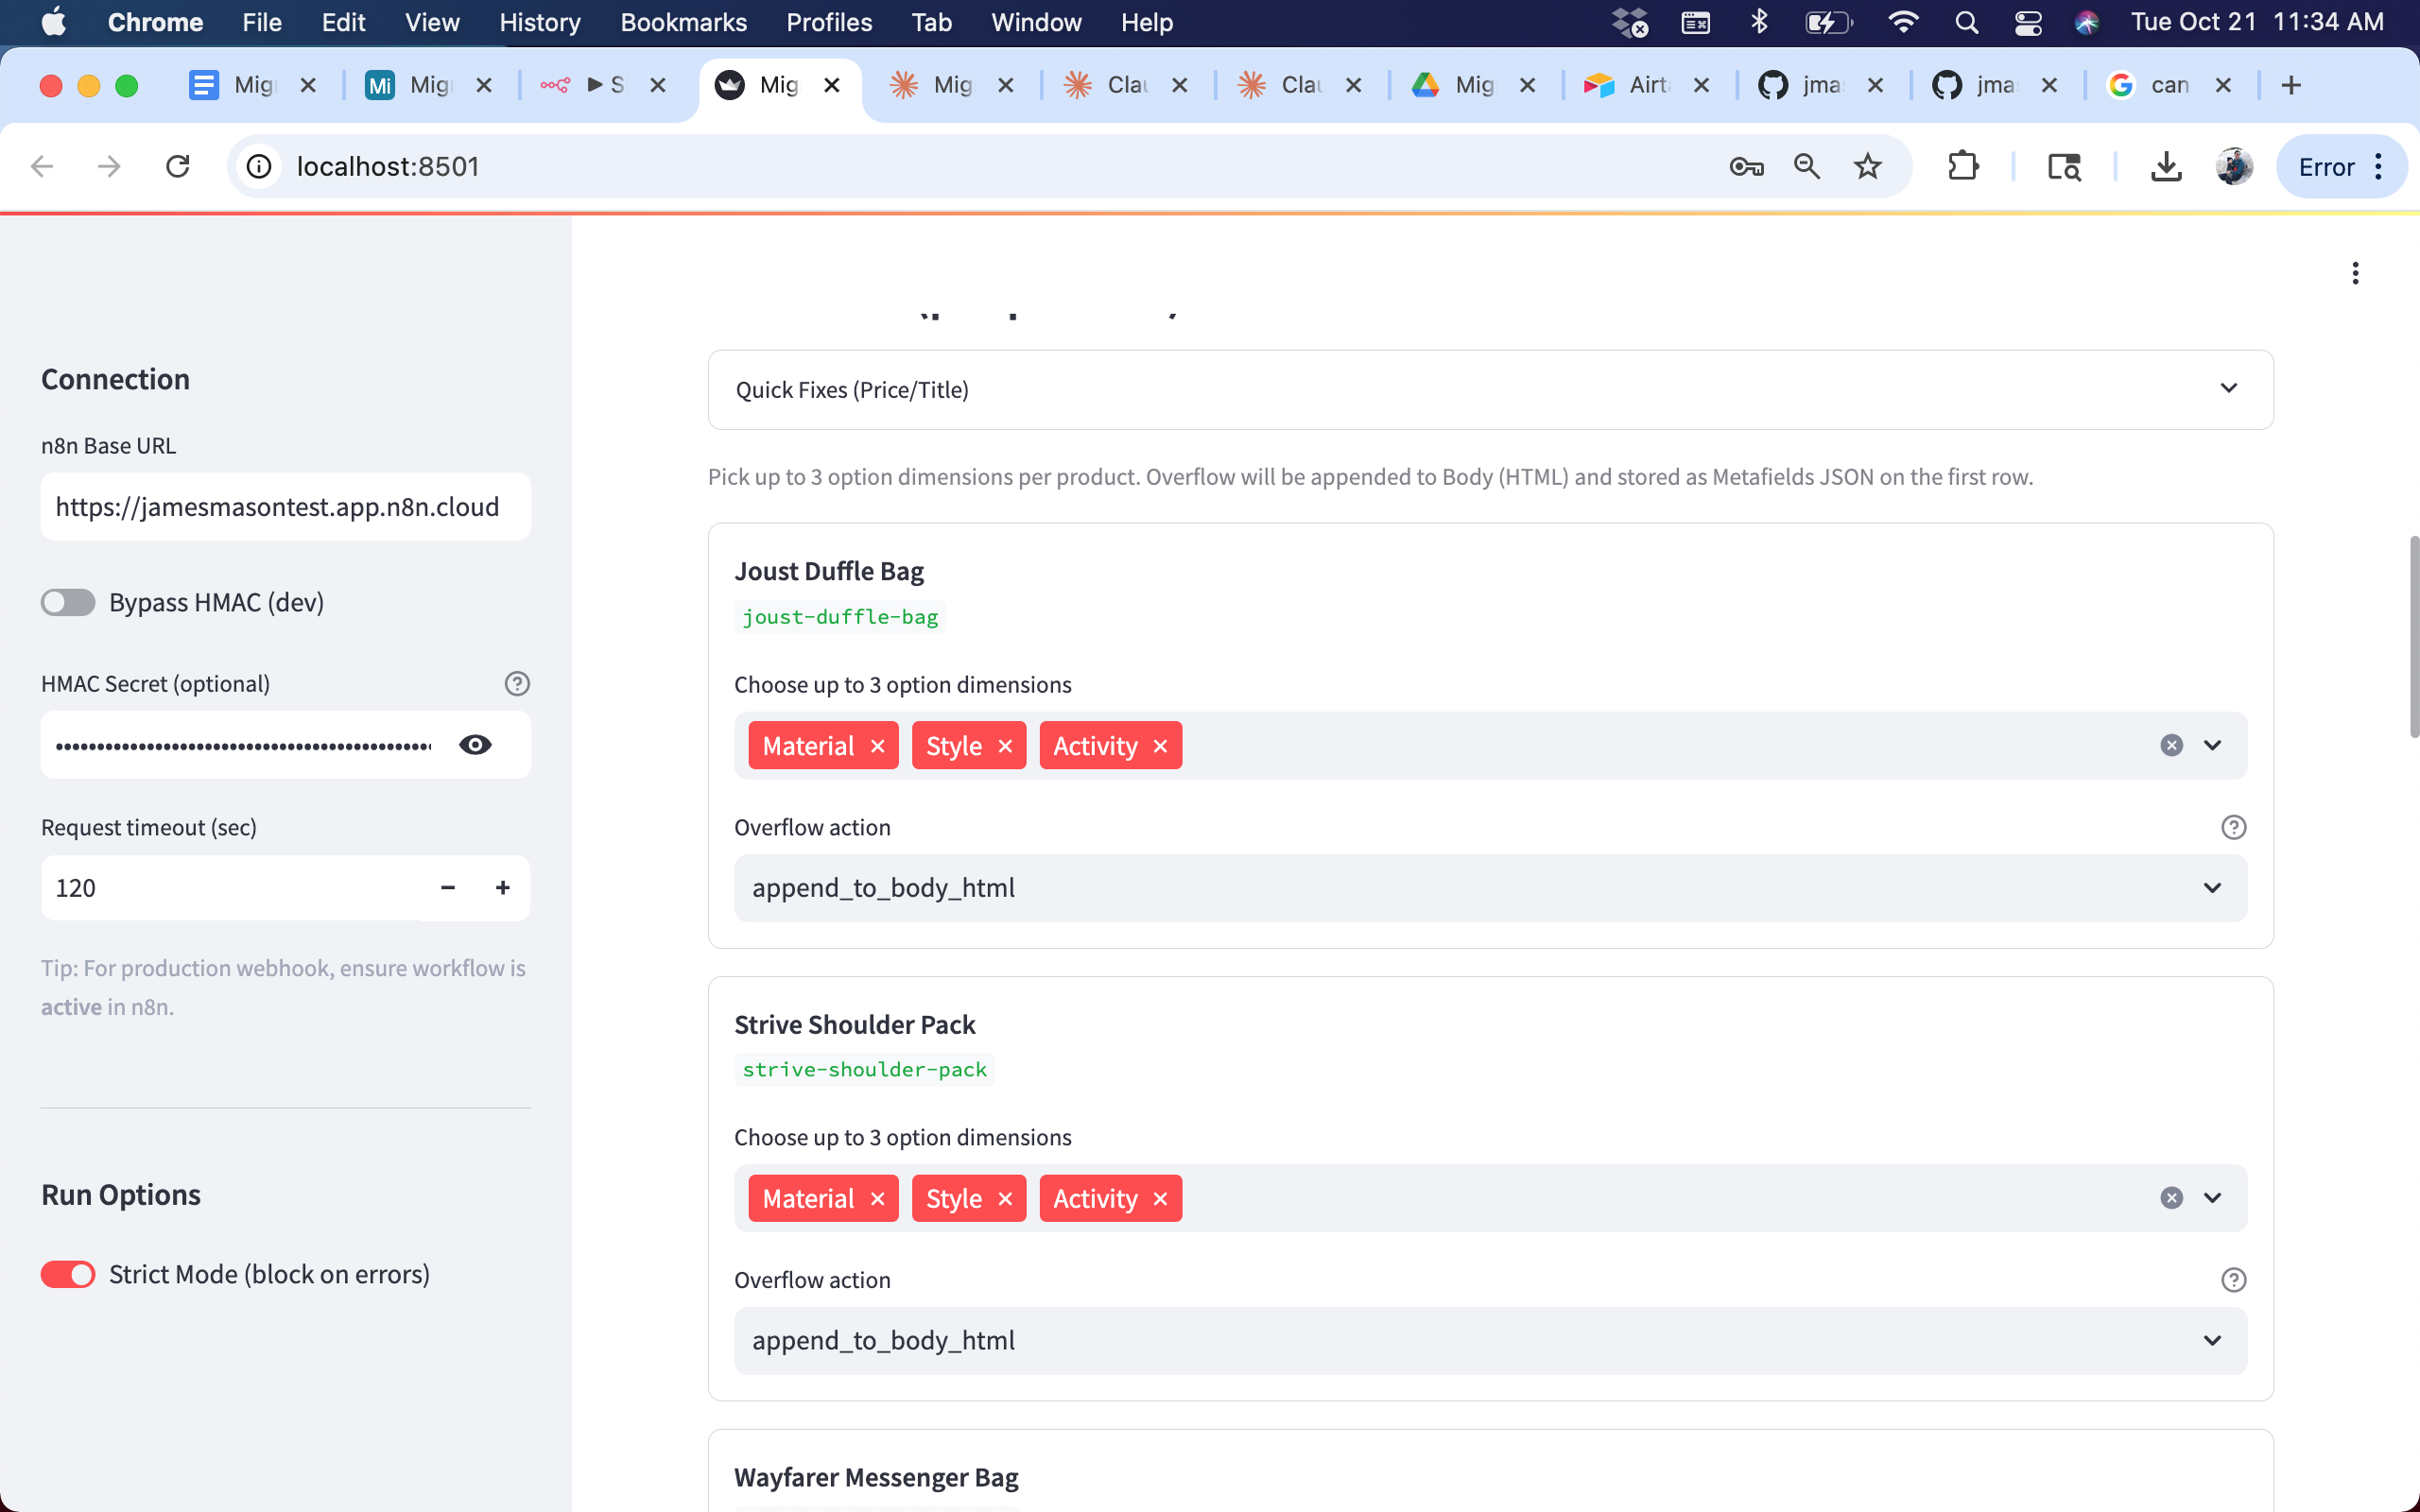 Chrome File Edit View History Bookmarks Profiles Tab Window Help Tue Oct 21 11:34 AM
Mig Mi Mig S Mig Mig Cla Cla Mig Airt jma jma can
localhost:8501 Error
Connection
n8n Base URL
https://jamesmasontest.app.n8n.cloud
Bypass HMAC (dev)
HMAC Secret (optional)
Request timeout (sec)
120
Tip: For production webhook, ensure workflow is
active in n8n.
Run Options
Strict Mode (block on errors)
Quick Fixes (Price/Title)
Pick up to 3 option dimensions per product. Overflow will be appended to Body (HTML) and stored as Metafields JSON on the first row.
Joust Duffle Bag
joust-duffle-bag
Choose up to 3 option dimensions
Material Style Activity
Overflow action
append_to_body_html
Strive Shoulder Pack
strive-shoulder-pack
Choose up to 3 option dimensions
Material Style Activity
Overflow action
append_to_body_html
Wayfarer Messenger Bag